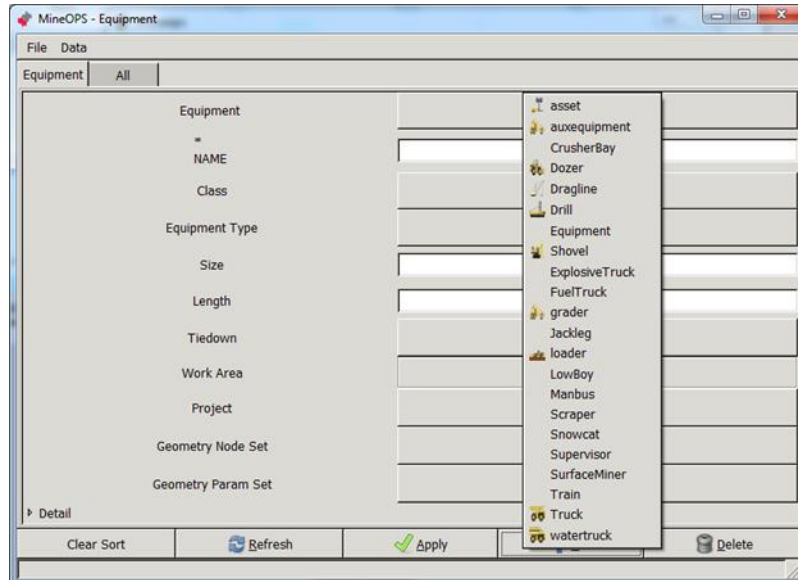 MineOPS - Equipment
File Data
Equipment All
Equipment
*
NAME
Class
Equipment Type
Size
Length
Tiedown
Work Area
Project
Geometry Node Set
Geometry Param Set
Detail
asset
auxequipment
CrusherBay
Dozer
Dragline
Drill
Equipment
Shovel
ExplosiveTruck
FuelTruck
grader
Jackleg
loader
LowBoy
Manbus
Scraper
Snowcat
Supervisor
SurfaceMiner
Train
Truck
watertruck
Clear Sort Refresh Apply Delete